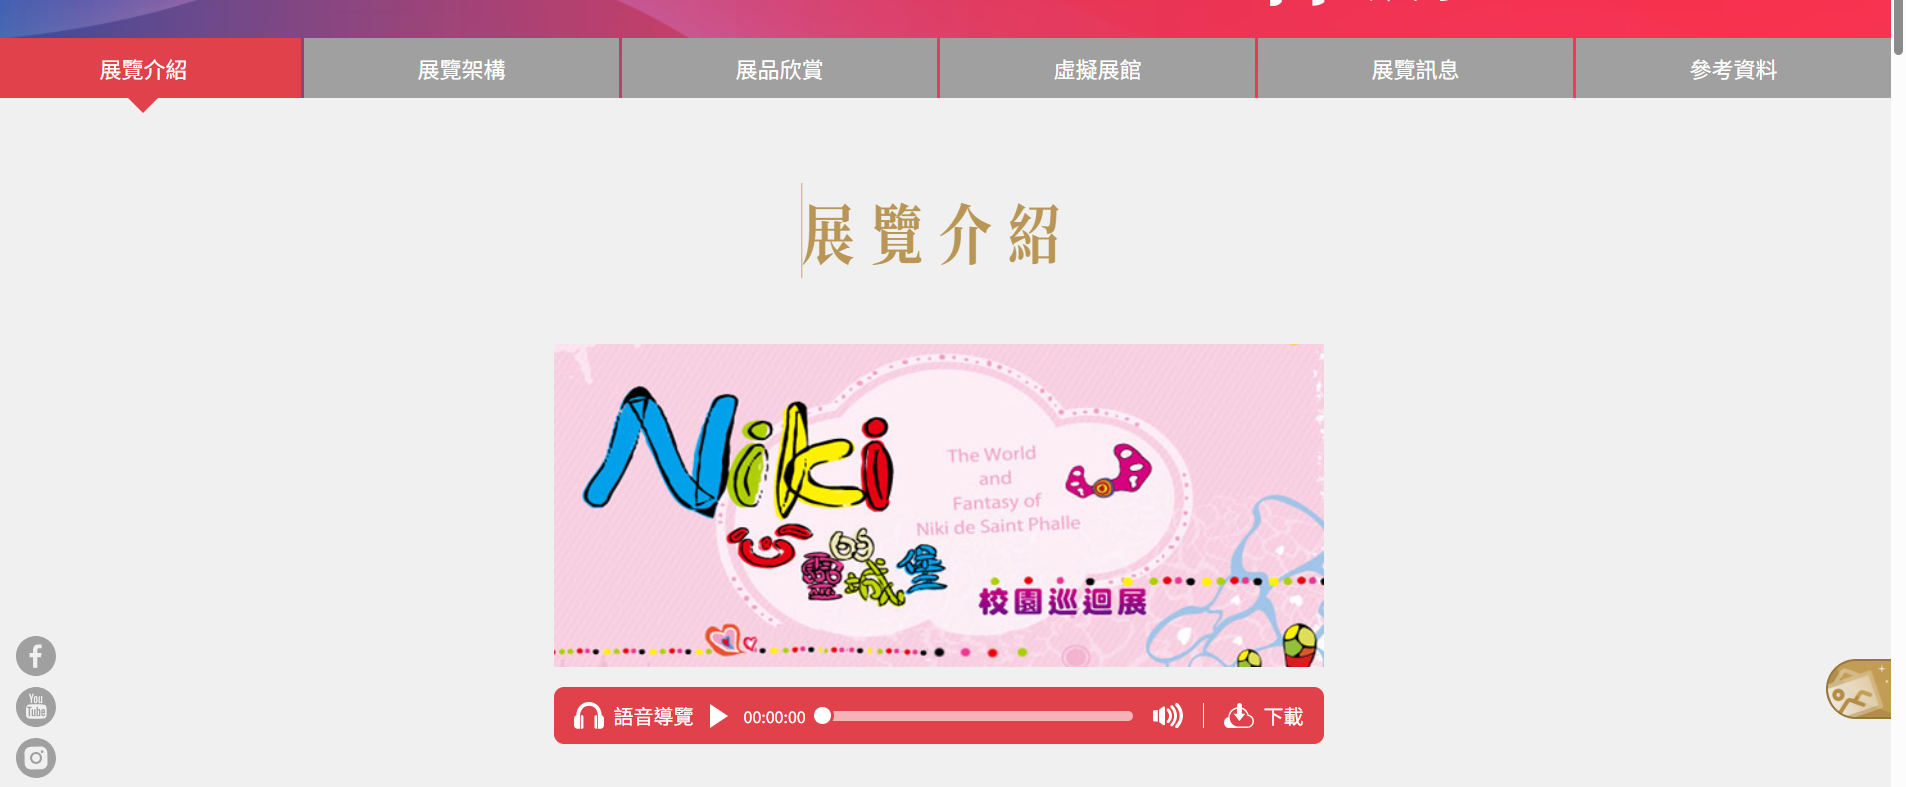 展覽介紹
展覽架構
展品欣賞
虛擬展館
展覽訊息
參考資料
展覽介紹
Niki
The World
and
Fantasy of
Niki de Saint Phalle
心靈的城堡
校園巡迴展
語音導覽
00:00:00
下載
You
Tube